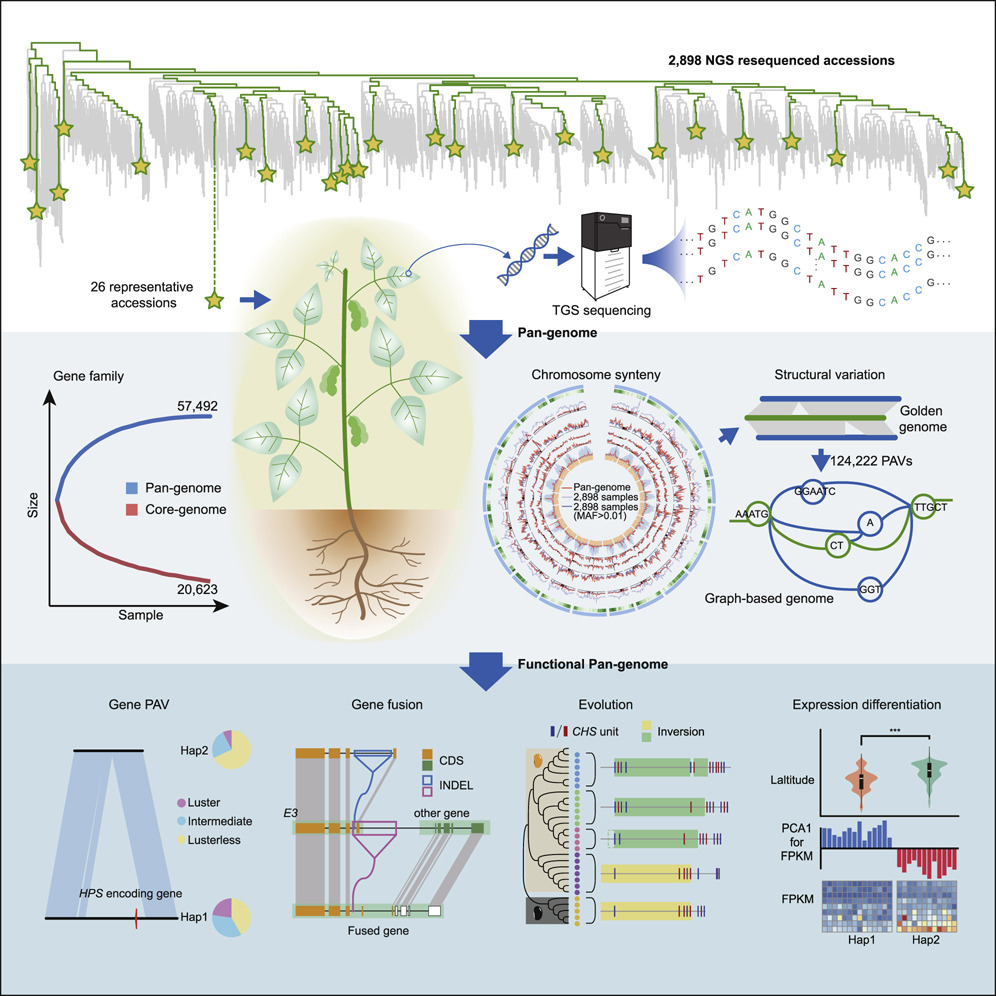 2,898 NGS resequenced accessions
26 representative
accessions
TGS sequencing
... T G T C A T G G C T A T T G G C A C C G...
... T G T C A T G G C T A T T G G C A C C G...
... T G T C A T G G C T A T T G G C A C C G...
Pan-genome
Gene family
57,492
Pan-genome
Core-genome
20,623
Size
Sample
Chromosome synteny
Pan-genome
2,898 samples
2,898 samples
(MAF>0.01)
Structural variation
Golden
genome
124,222 PAVs
GGAATC
AAATG
A
TTGCT
CT
GGT
Graph-based genome
Functional Pan-genome
Gene PAV
Hap2
Luster
Intermediate
Lusterless
HPS encoding gene
Hap1
Gene fusion
CDS
INDEL
E3
other gene
Fused gene
Evolution
/ CHS unit
Inversion
Expression differentiation
***
Laltitude
PCA1
for
FPKM
FPKM
Hap1
Hap2